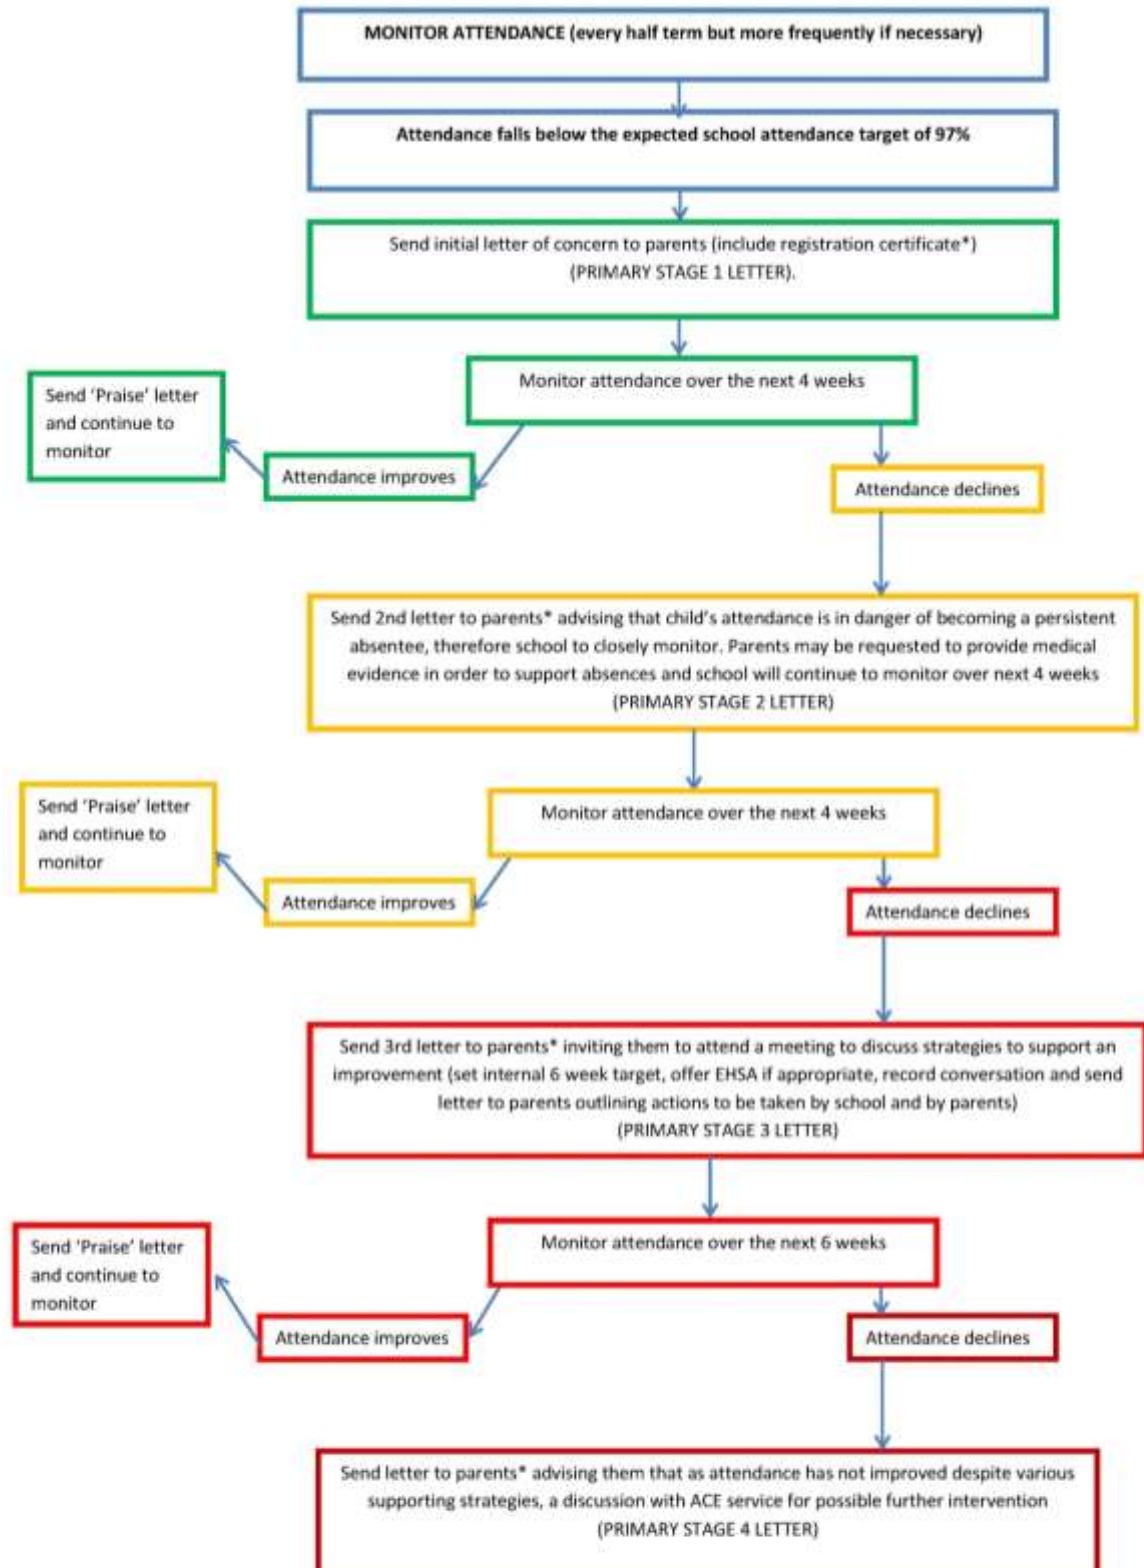 MONITOR ATTENDANCE (every half term but more frequently if necessary)
Attendance falls below the expected school attendance target of 97%
Send initial letter of concern to parents (include registration certificate*)
(PRIMARY STAGE 1 LETTER).
Monitor attendance over the next 4 weeks
Send 'Praise' letter
and continue to
monitor
Attendance improves
Attendance declines
Send 2nd letter to parents* advising that child's attendance is in danger of becoming a persistent
absentee, therefore school to closely monitor. Parents may be requested to provide medical
evidence in order to support absences and school will continue to monitor over next 4 weeks
(PRIMARY STAGE 2 LETTER)
Monitor attendance over the next 4 weeks
Send 'Praise' letter
and continue to
monitor
Attendance improves
Attendance declines
Send 3rd letter to parents* inviting them to attend a meeting to discuss strategies to support an
improvement (set internal 6 week target, offer EHSA if appropriate, record conversation and send
letter to parents outlining actions to be taken by school and by parents)
(PRIMARY STAGE 3 LETTER)
Monitor attendance over the next 6 weeks
Send 'Praise' letter
and continue to
monitor
Attendance improves
Attendance declines
Send letter to parents* advising them that as attendance has not improved despite various
supporting strategies, a discussion with ACE service for possible further intervention
(PRIMARY STAGE 4 LETTER)